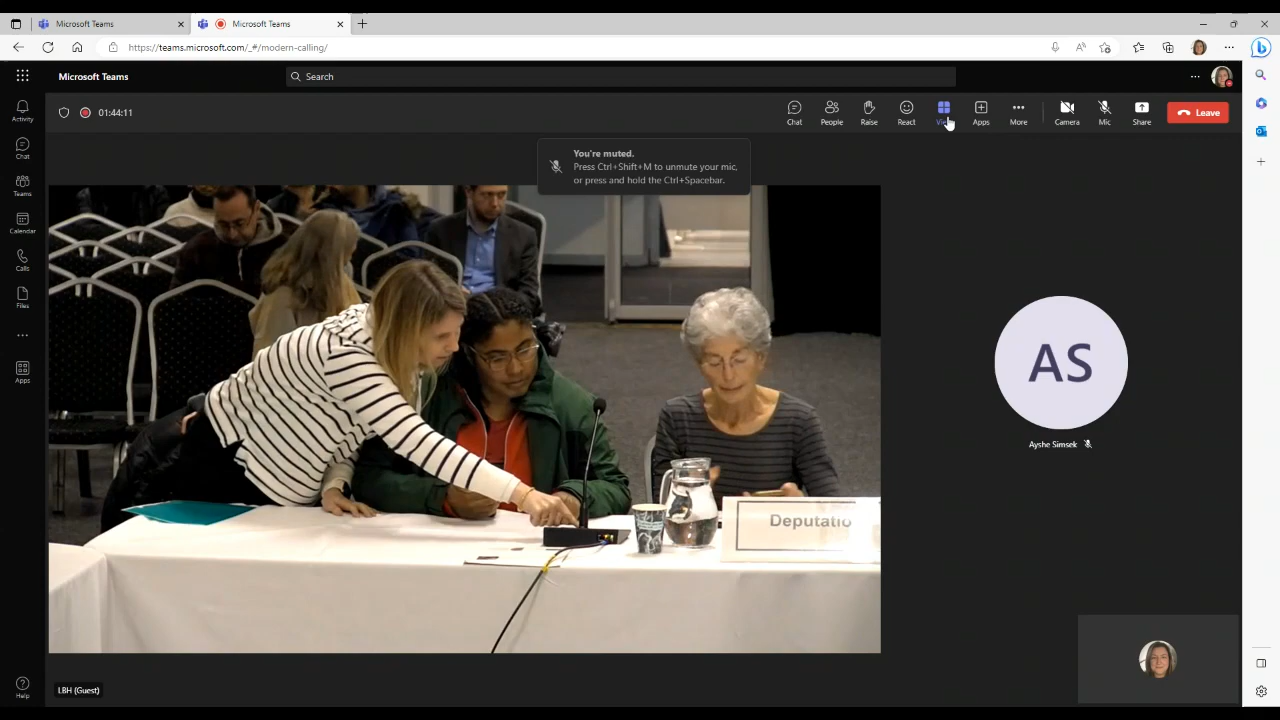 Microsoft Teams
Microsoft Teams
https://teams.microsoft.com/_#/modern-calling/
Microsoft Teams
Search
01:44:11
Chat
People
Raise
React
Apps
More
Camera
Mic
Share
Leave
Activity
Chat
Teams
Calendar
Calls
Files
Apps
Help
You're muted.
Press Ctrl+Shift+M to unmute your mic,
or press and hold the Ctrl+Spacebar.
Deputatio
AS
Ayshe Simsek
LBH (Guest)